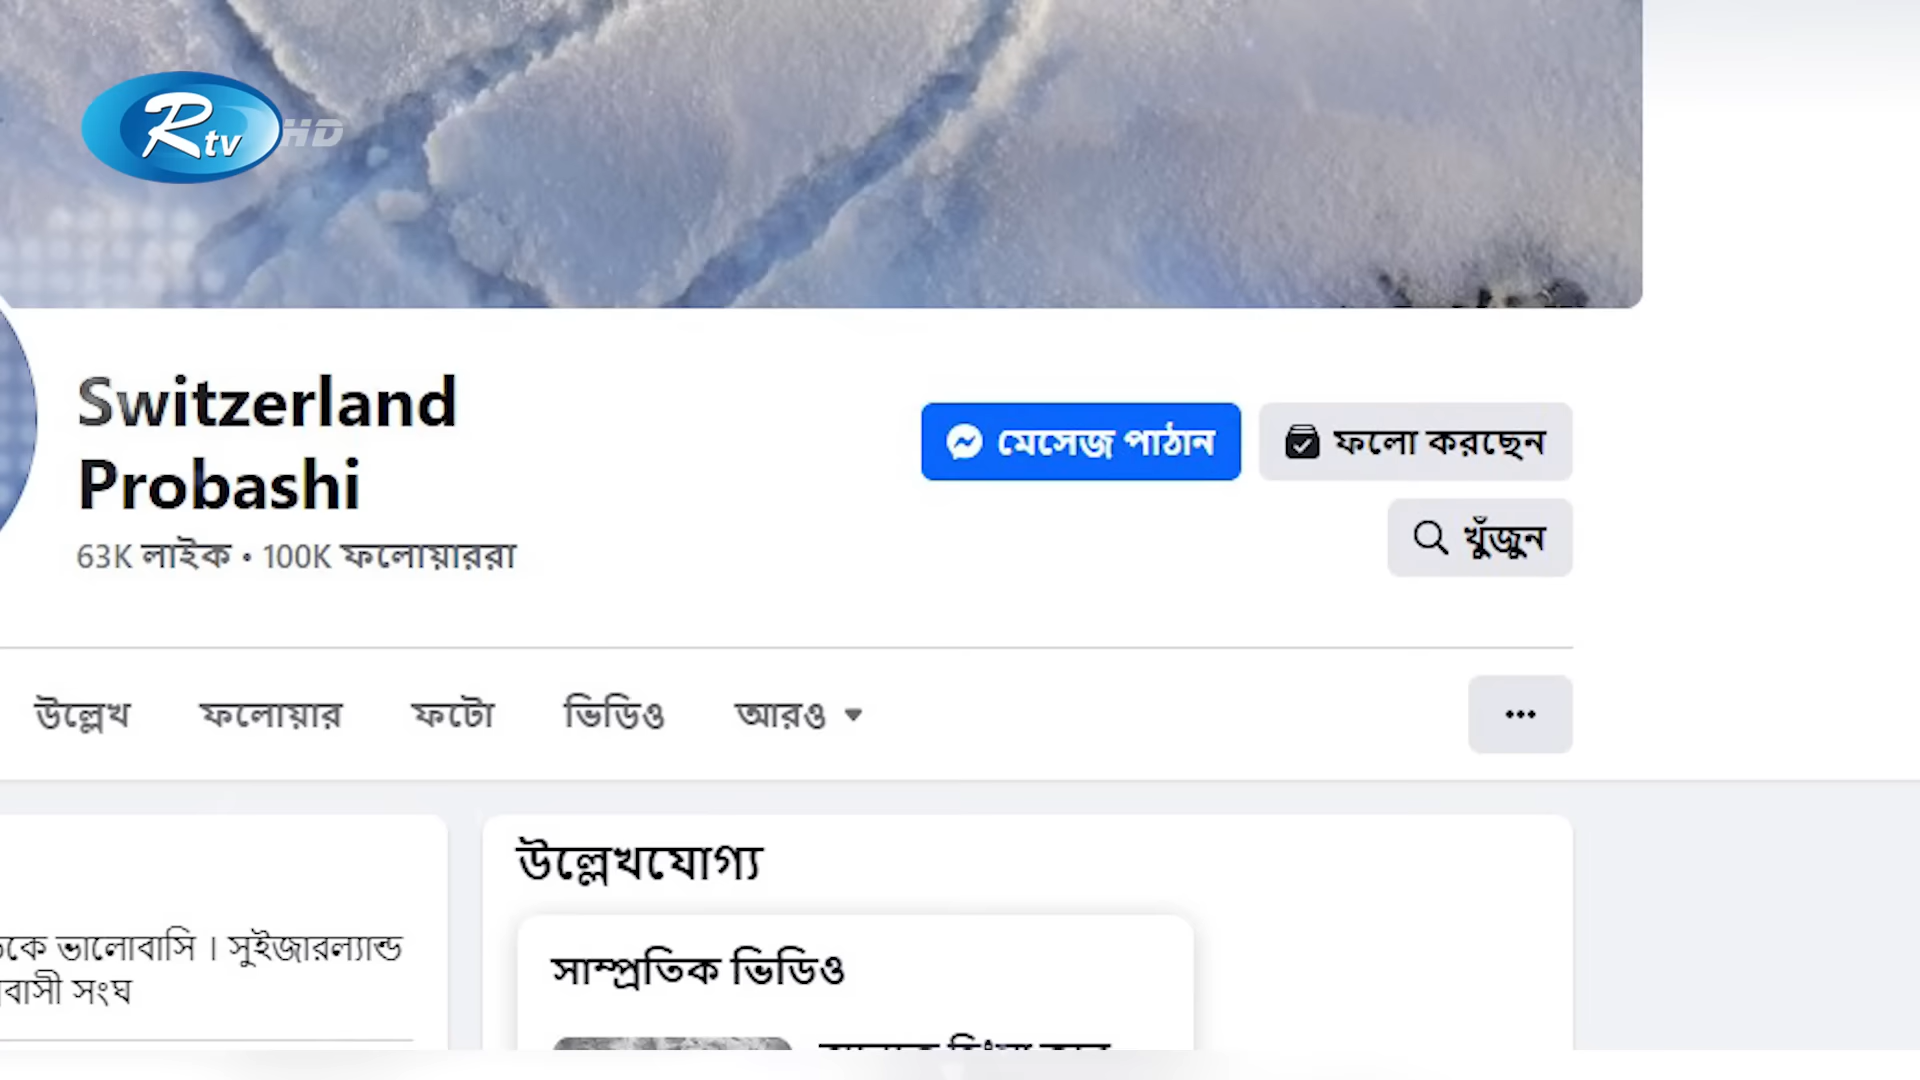 Rtv HD
Switzerland
Probashi
63K লাইক • 100K ফলোয়াররা
মেসেজ পাঠান
ফলো করছেন
খুঁজুন
উল্লেখ ফলোয়ার ফটো ভিডিও আরও
ভালোবাসি । সুইজারল্যান্ড
সংঘ
উল্লেখযোগ্য
সাম্প্রতিক ভিডিও